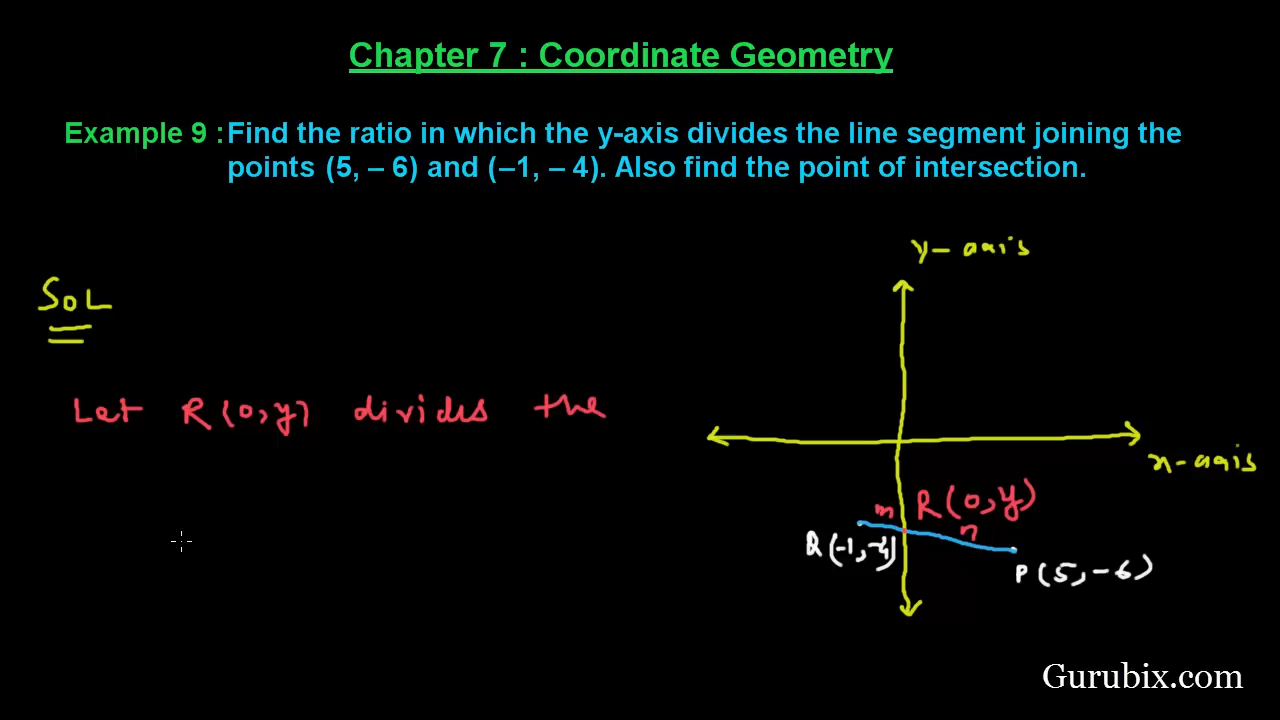 Chapter 7 : Coordinate Geometry
Example 9 : Find the ratio in which the y-axis divides the line segment joining the
points (5, – 6) and (–1, – 4). Also find the point of intersection.
y-axis
SOL
Let R(0,y) divides the
x-axis
m R(0,y)
n
R(-1,-4)
P(5,-6)
Gurubix.com